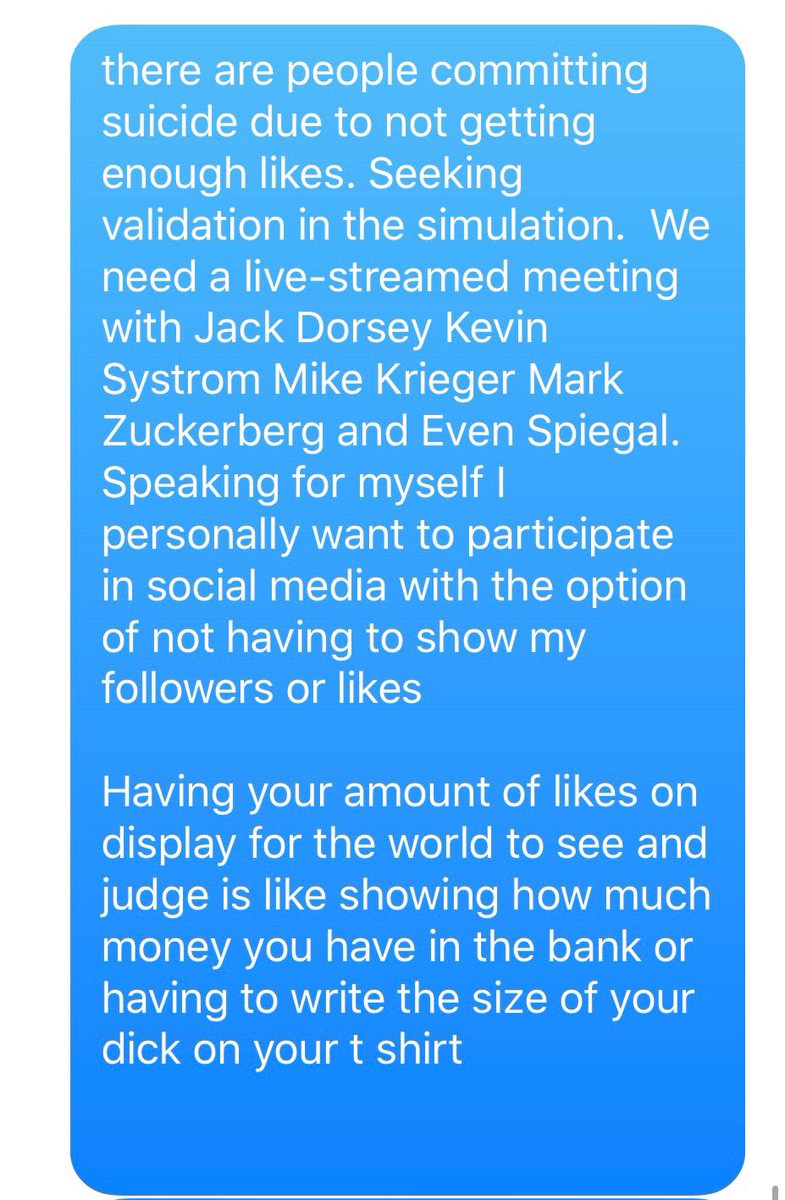 there are people committing
suicide due to not getting
enough likes. Seeking
validation in the simulation.  We
need a live-streamed meeting
with Jack Dorsey Kevin
Systrom Mike Krieger Mark
Zuckerberg and Even Spiegal.
Speaking for myself I
personally want to participate
in social media with the option
of not having to show my
followers or likes

Having your amount of likes on
display for the world to see and
judge is like showing how much
money you have in the bank or
having to write the size of your
dick on your t shirt